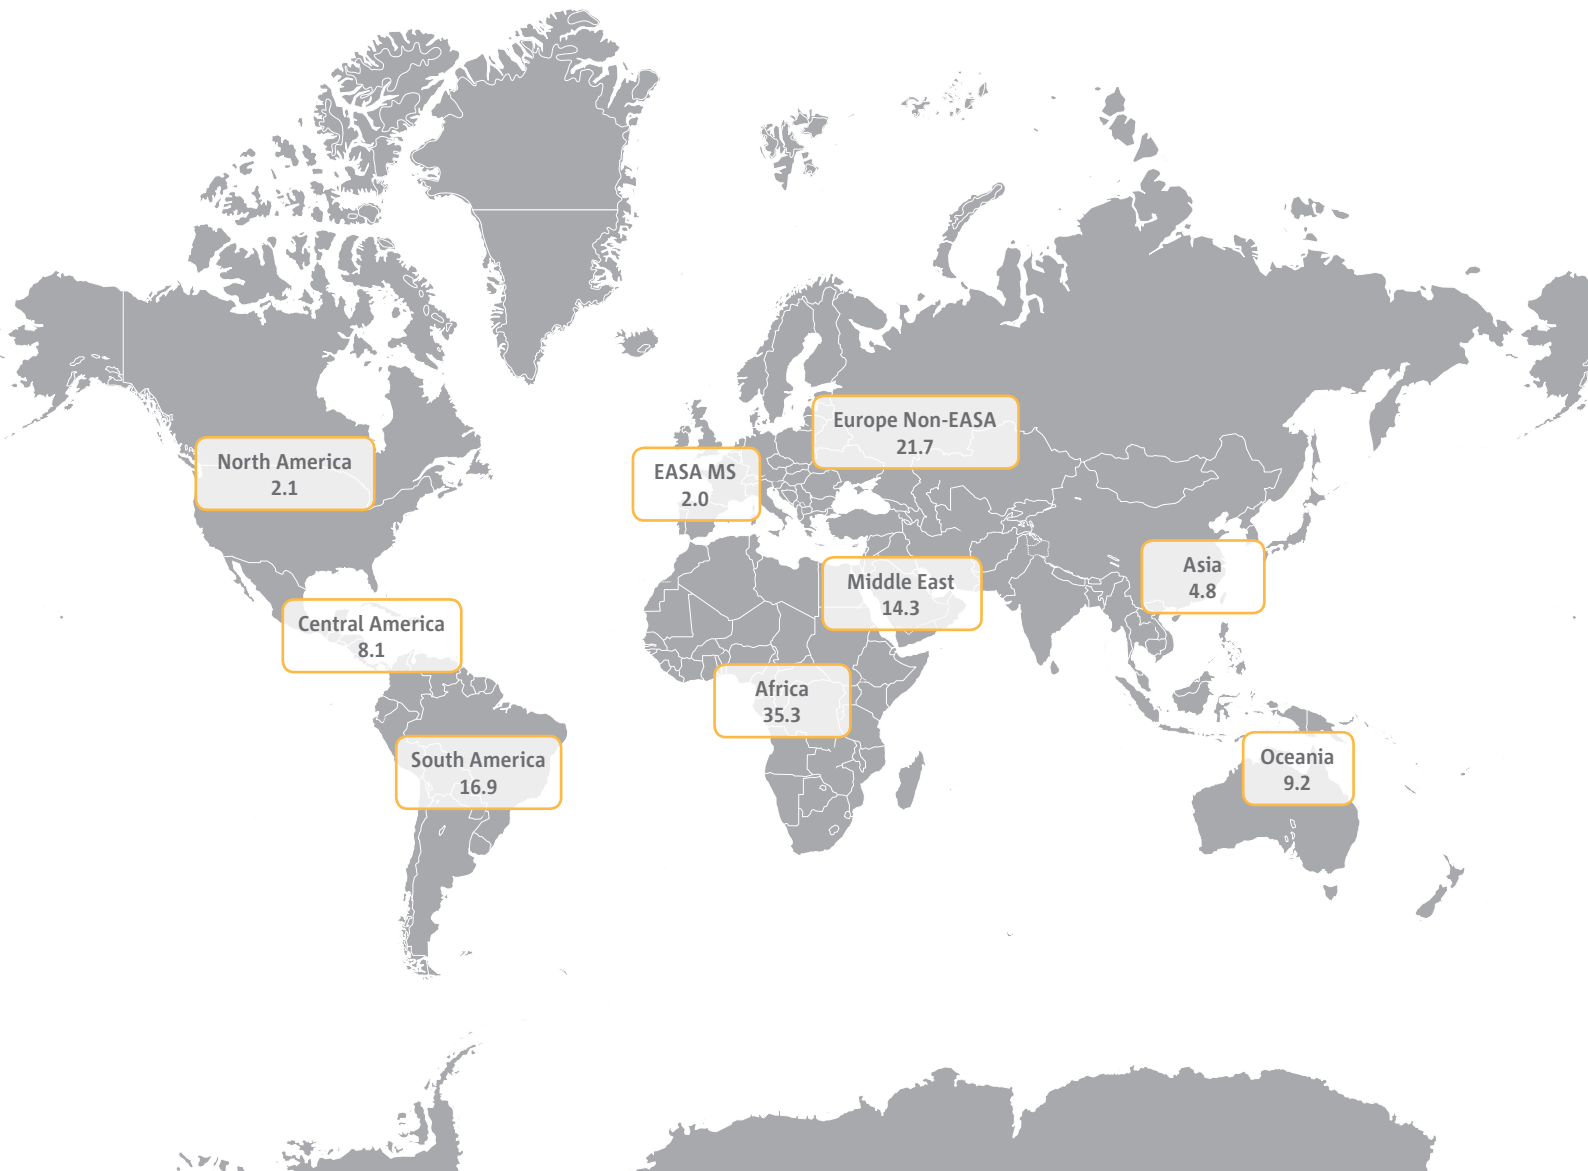 Europe Non-EASA
21.7
North America
2.1
EASA MS
2.0
Asia
4.8
Middle East
14.3
Central America
8.1
Africa
35.3
South America
16.9
Oceania
9.2